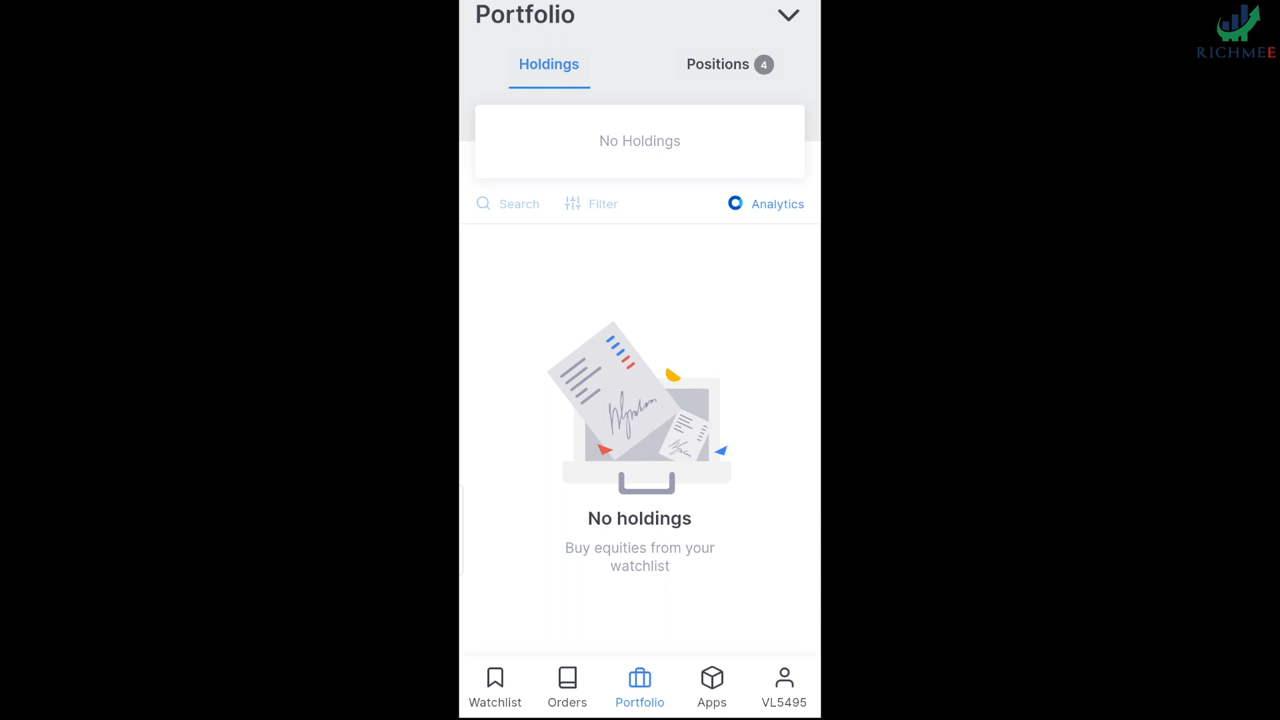 Portfolio
RICHMEE
Holdings
Positions 4
No Holdings
Search
Filter
Analytics
No holdings
Buy equities from your
watchlist
Watchlist
Orders
Portfolio
Apps
VL5495